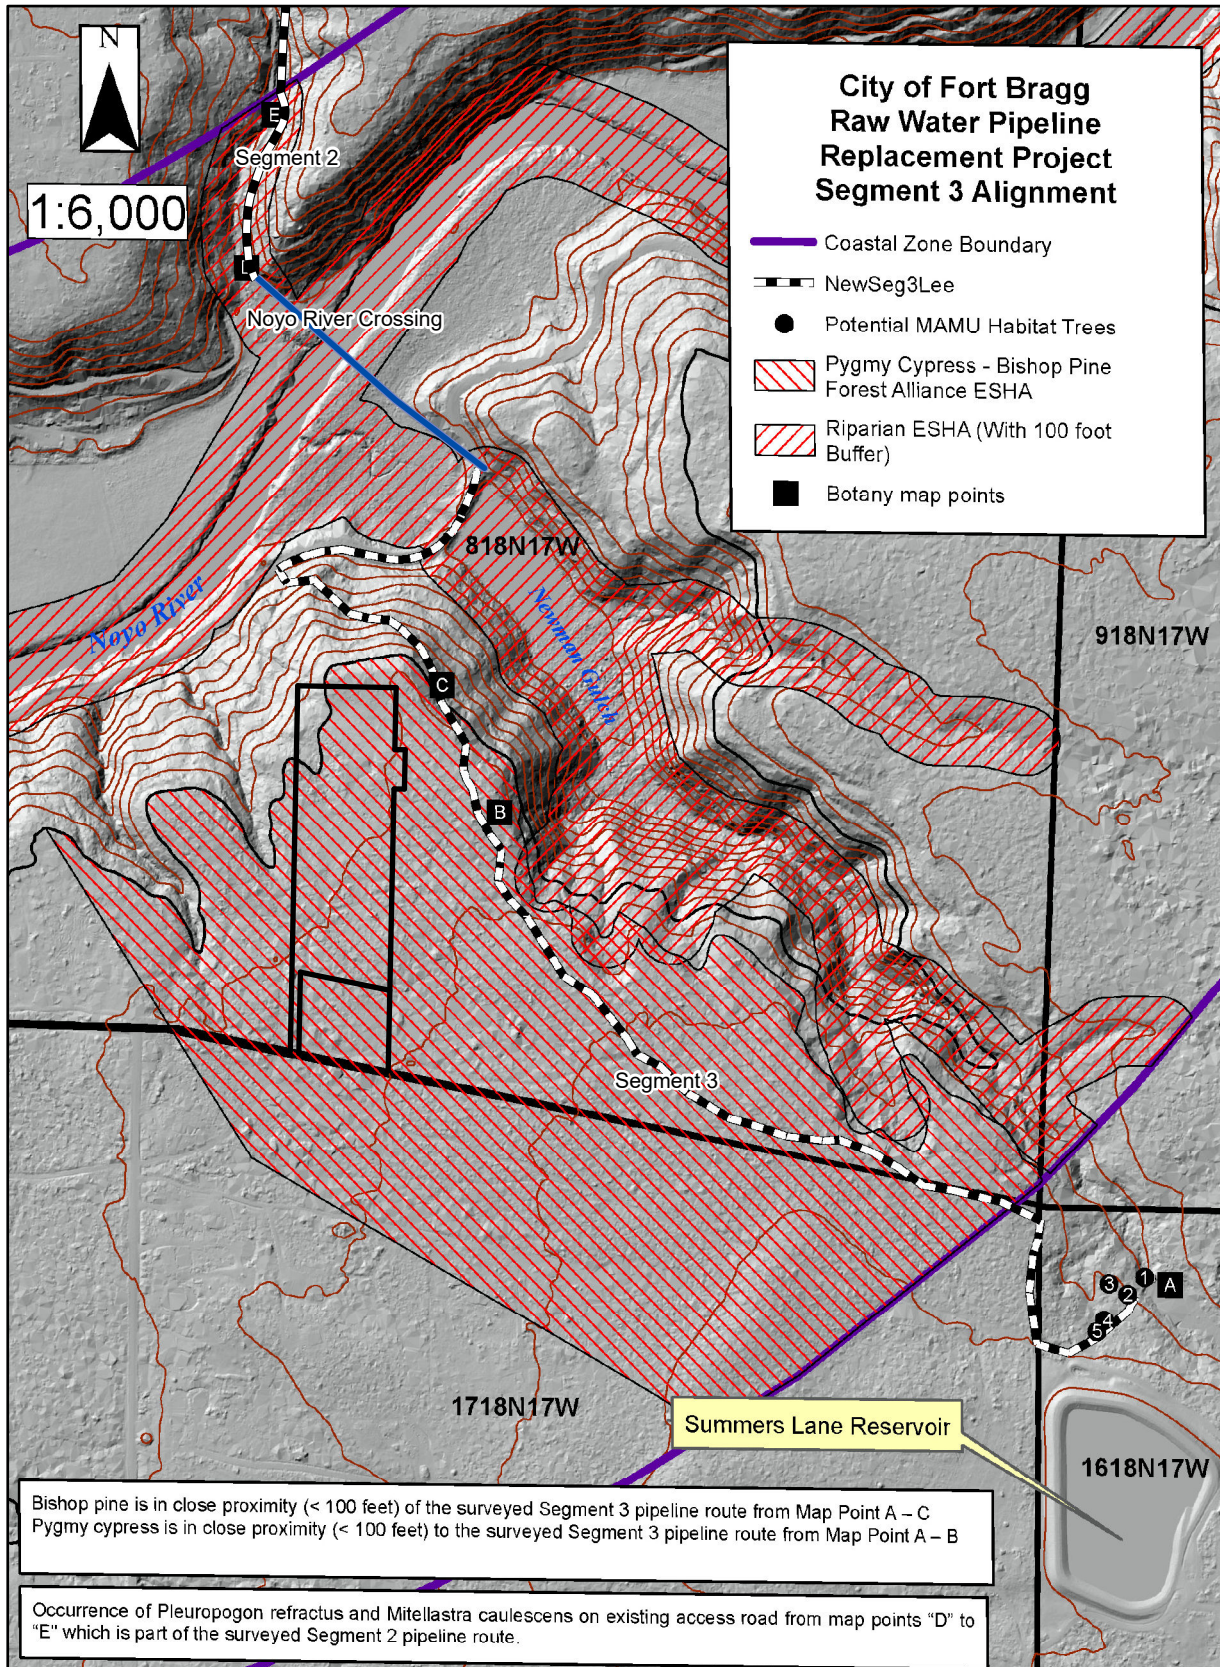 N
1:6,000
City of Fort Bragg
Raw Water Pipeline
Replacement Project
Segment 3 Alignment
Coastal Zone Boundary
NewSeg3Lee
Potential MAMU Habitat Trees
Pygmy Cypress - Bishop Pine
Forest Alliance ESHA
Riparian ESHA (With 100 foot
Buffer)
Botany map points
E
Segment 2
Noyo River Crossing
818N17W
Noyo River
Newman Gulch
918N17W
C
B
Segment 3
1
A
3
2
4
5
1718N17W
Summers Lane Reservoir
1618N17W
Bishop pine is in close proximity (< 100 feet) of the surveyed Segment 3 pipeline route from Map Point A – C
Pygmy cypress is in close proximity (< 100 feet) to the surveyed Segment 3 pipeline route from Map Point A – B
Occurrence of Pleuropogon refractus and Mitellastra caulescens on existing access road from map points “D” to
“E” which is part of the surveyed Segment 2 pipeline route.